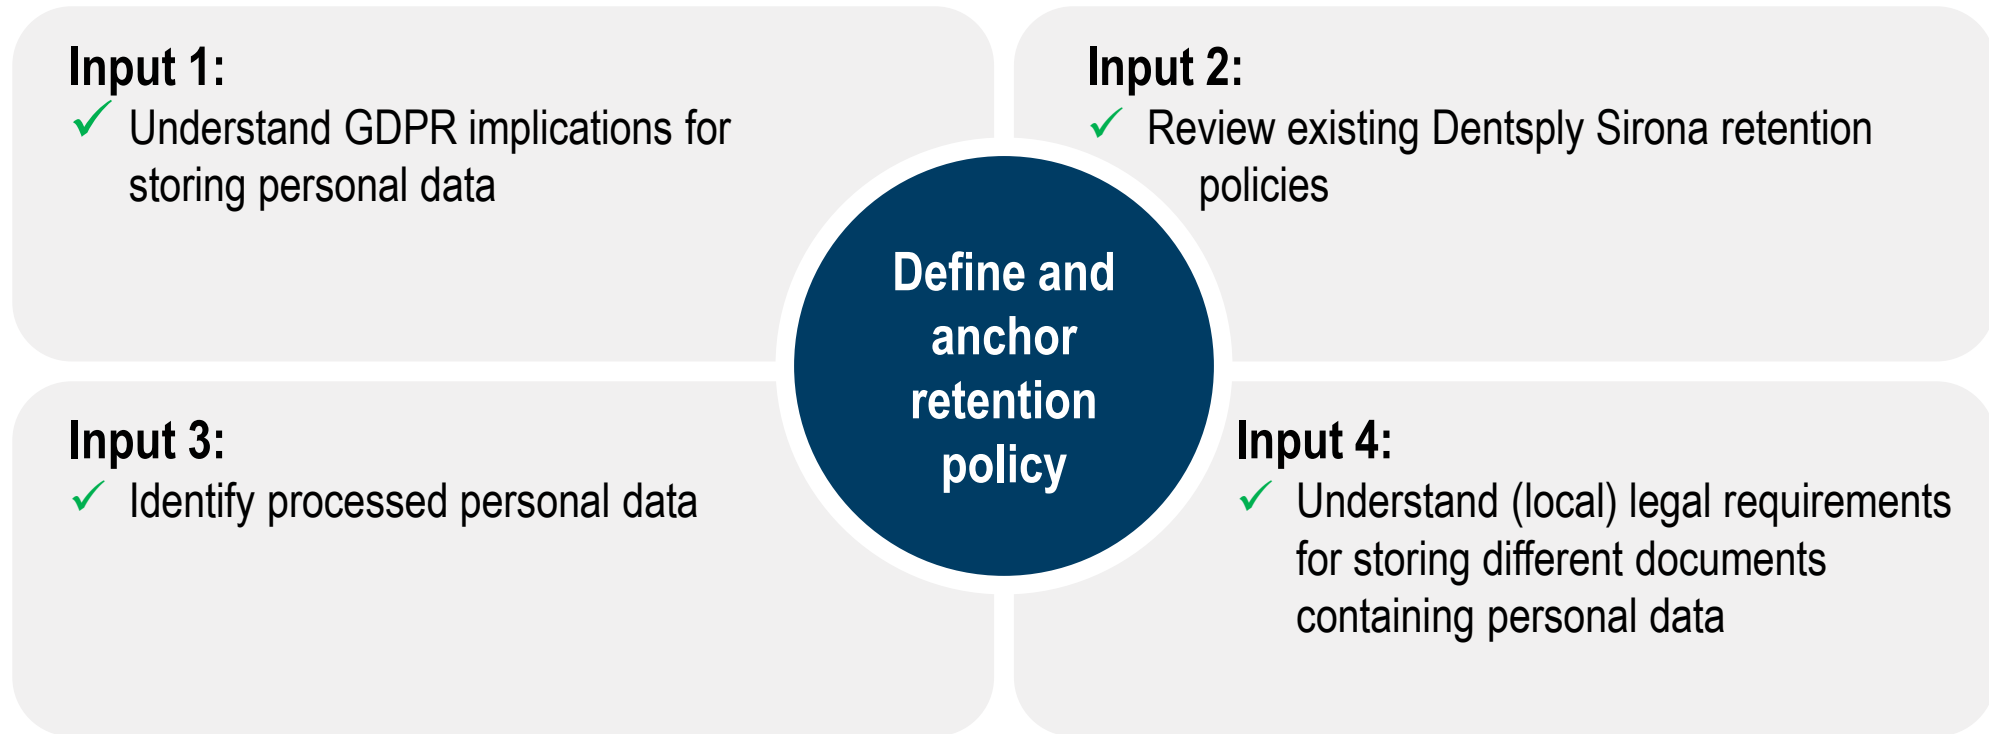 Input 1:
✓ Understand GDPR implications for
storing personal data
Input 2:
✓ Review existing Dentsply Sirona retention
policies
Define and
anchor
retention
policy
Input 3:
✓ Identify processed personal data
Input 4:
✓ Understand (local) legal requirements
for storing different documents
containing personal data